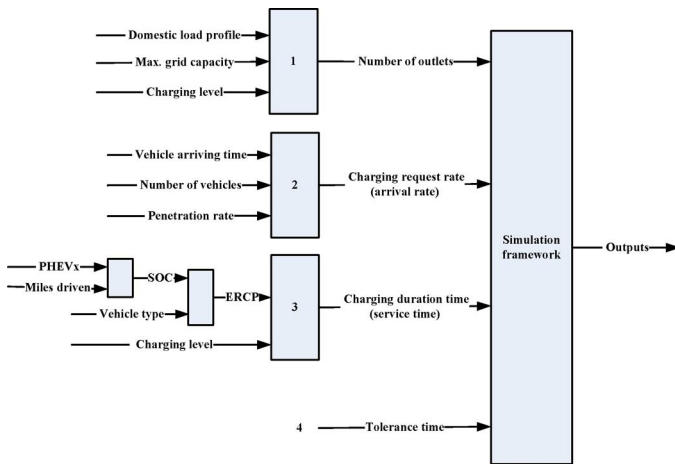 Domestic load profile
Max. grid capacity
Charging level
1
Number of outlets
Vehicle arriving time
Number of vehicles
Penetration rate
2
Charging request rate
(arrival rate)
PHEVx
Miles driven
SOC
Vehicle type
ERCP
Charging level
3
Charging duration time
(service time)
4
Tolerance time
Simulation
framework
Outputs